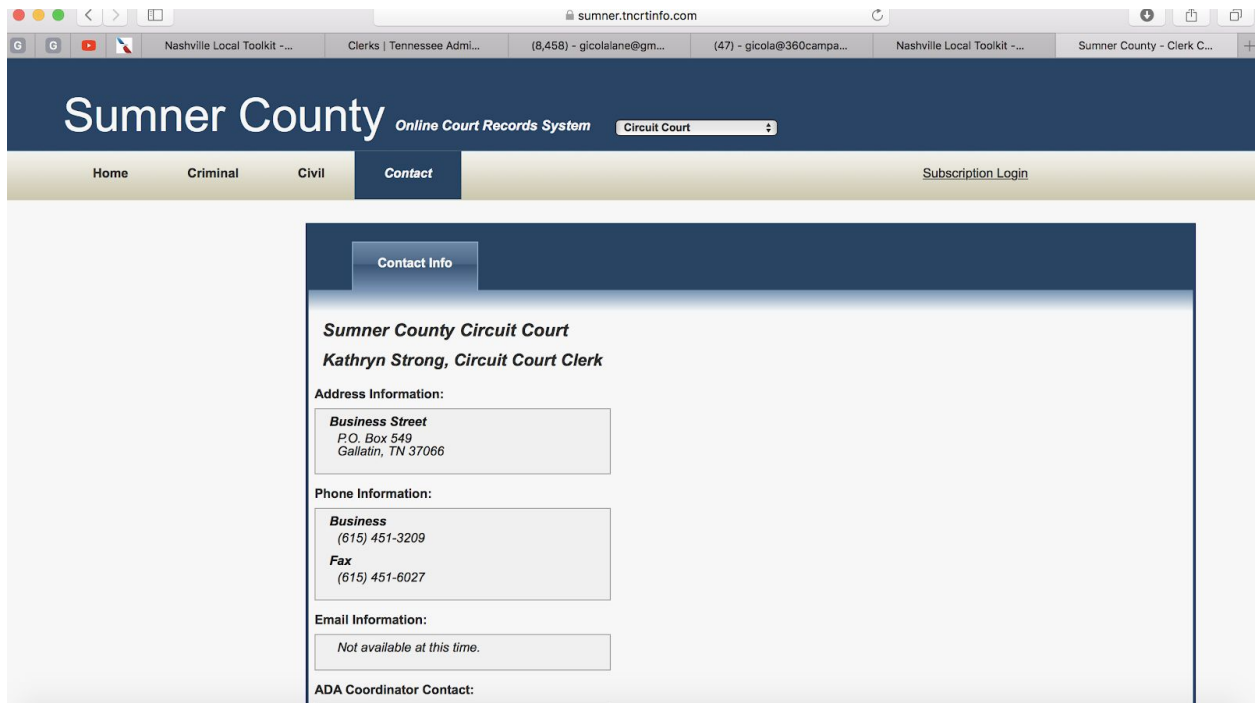 sumner.tncrtinfo.com
G G Nashville Local Toolkit -... Clerks | Tennessee Admi... (8,458) - gicolalane@gm... (47) - gicola@360campa... Nashville Local Toolkit -... Sumner County - Clerk C...
Sumner County Online Court Records System Circuit Court
Home Criminal Civil Contact Subscription Login
Contact Info
Sumner County Circuit Court
Kathryn Strong, Circuit Court Clerk
Address Information:
Business Street
P.O. Box 549
Gallatin, TN 37066
Phone Information:
Business
(615) 451-3209
Fax
(615) 451-6027
Email Information:
Not available at this time.
ADA Coordinator Contact: